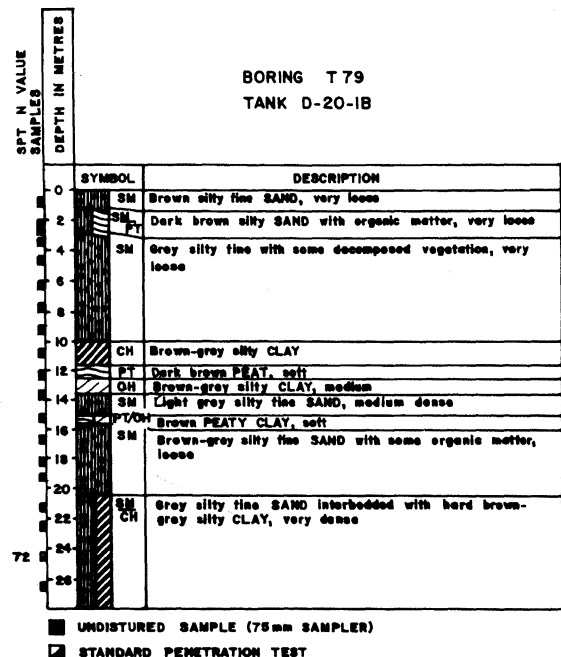 BORING T79
TANK D-20-1B
SPT N VALUE
SAMPLES
DEPTH IN METRES
SYMBOL DESCRIPTION
0 SM Brown silty fine SAND, very loose
2 SM PT Dark brown silty SAND with organic matter, very loose
4 SM Grey silty fine with some decomposed vegetation, very
loose
6
8
10 CH Brown-grey silty CLAY
12 PT Dark brown PEAT, soft
OH Brown-grey silty CLAY, medium
14 SM Light grey silty fine SAND, medium dense
PT/OH Brown PEATY CLAY, soft
16 SM Brown-grey silty fine SAND with some organic matter,
loose
18
20
SM Grey silty fine SAND interbedded with hard brown-
22 CH grey silty CLAY, very dense
72 24
26
UNDISTURED SAMPLE (75mm SAMPLER)
STANDARD PENETRATION TEST